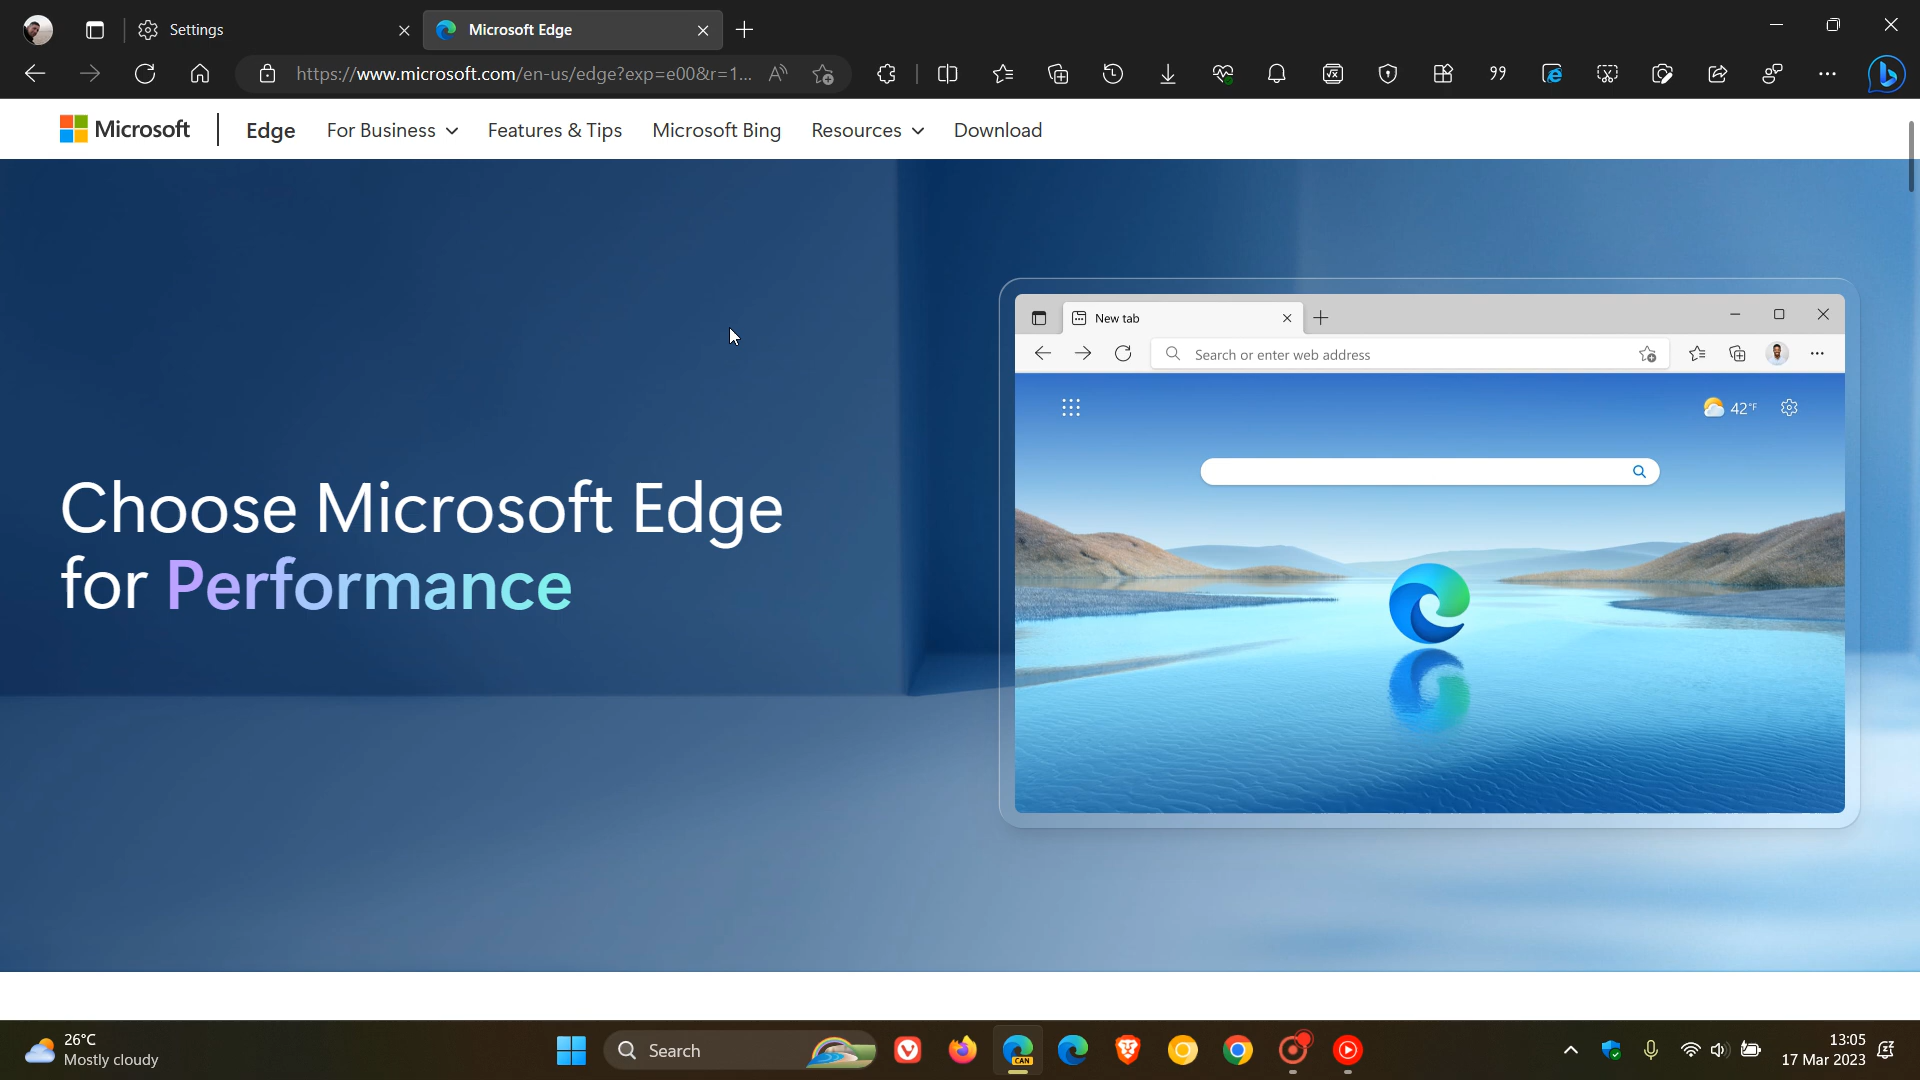 Settings
Microsoft Edge
https://www.microsoft.com/en-us/edge?exp=e00&r=1...
Microsoft
Edge
For Business
Features & Tips
Microsoft Bing
Resources
Download
Choose Microsoft Edge
for Performance
New tab
Search or enter web address
42°F
26°C
Mostly cloudy
Search
CAN
13:05
17 Mar 2023